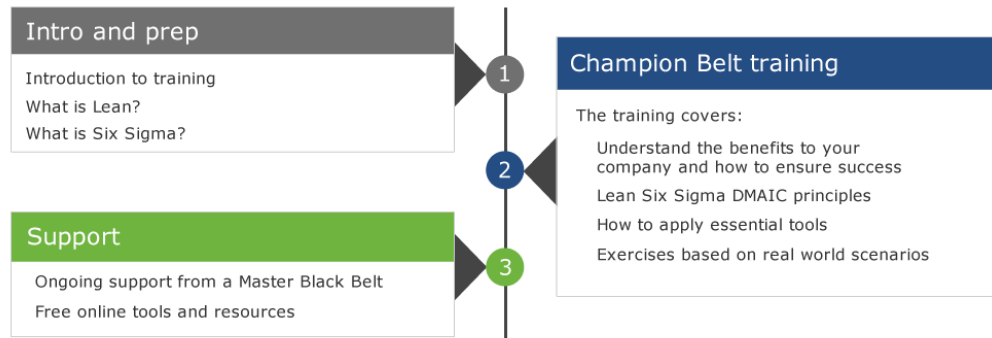 Intro and prep
Introduction to training
What is Lean?
What is Six Sigma?
1
Champion Belt training
The training covers:
Understand the benefits to your
company and how to ensure success
Lean Six Sigma DMAIC principles
How to apply essential tools
Exercises based on real world scenarios
2
Support
Ongoing support from a Master Black Belt
Free online tools and resources
3